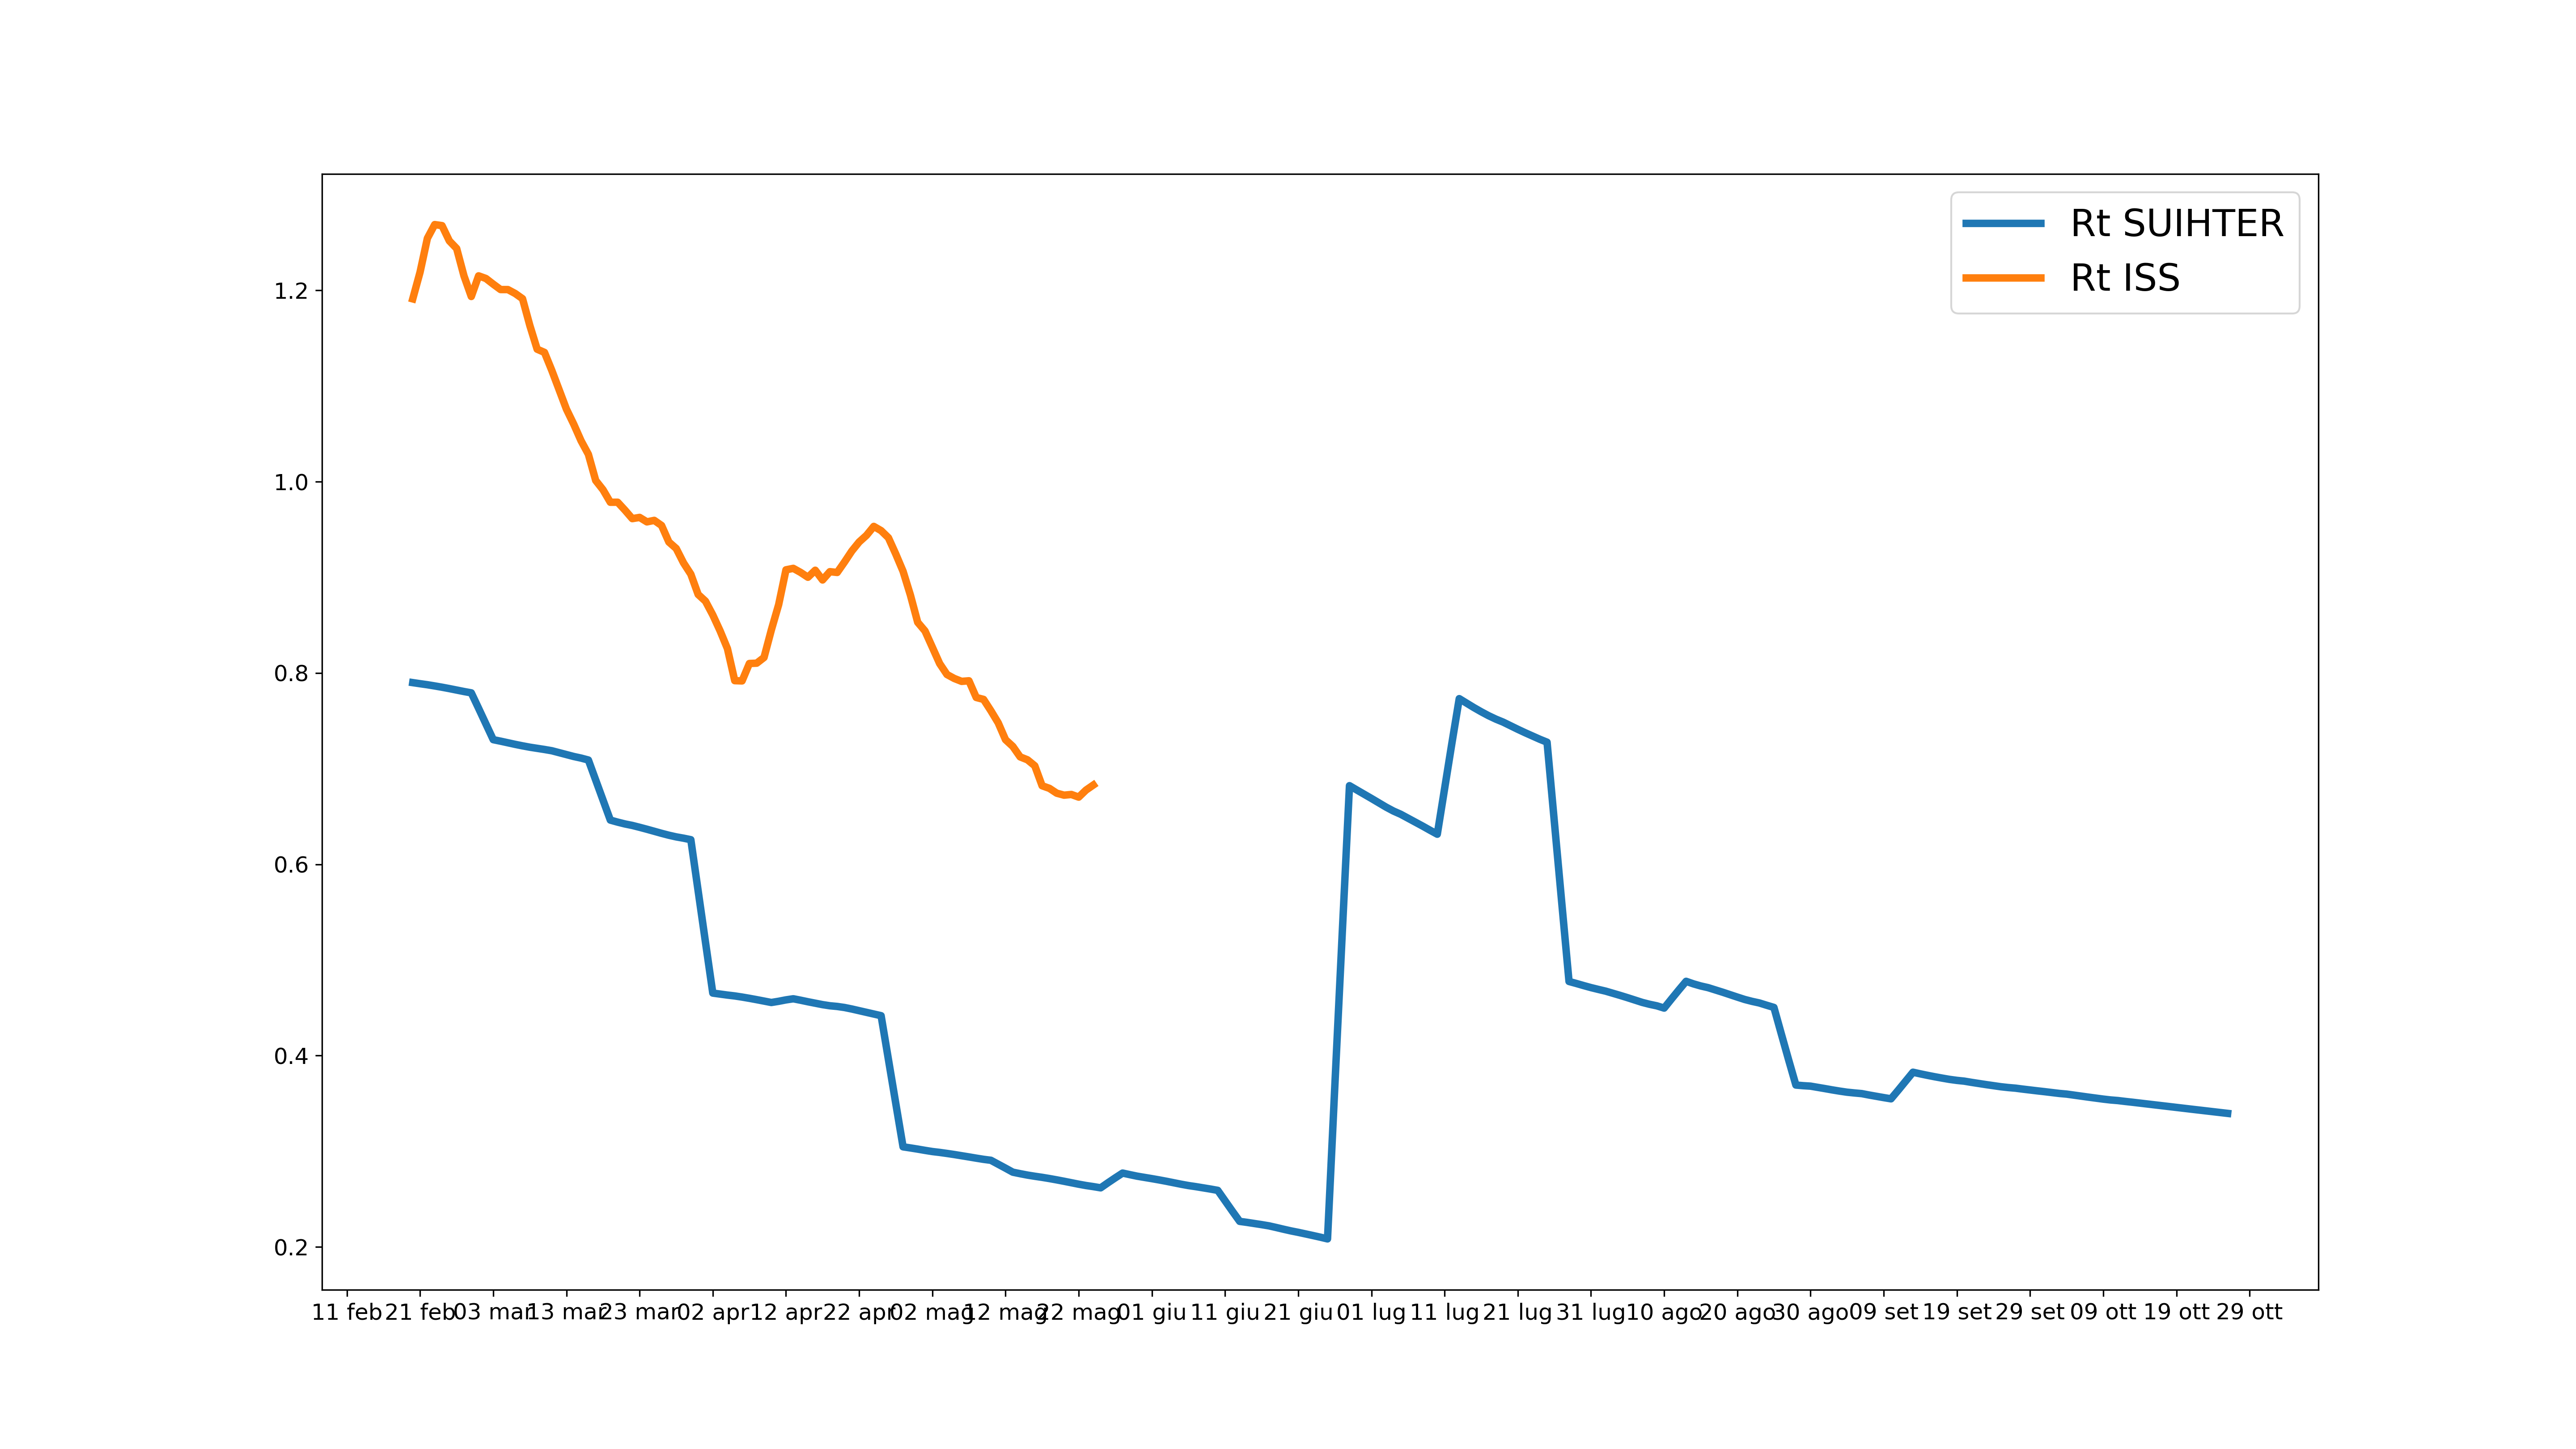 Rt SUIHTER
Rt ISS
1.2
1.0
0.8
0.6
0.4
0.2
11 feb 21 feb 03 mar 13 mar 23 mar 02 apr 12 apr 22 apr 02 mag 12 mag 22 mag 01 giu 11 giu 21 giu 01 lug 11 lug 21 lug 31 lug 10 ago 20 ago 30 ago 09 set 19 set 29 set 09 ott 19 ott 29 ott